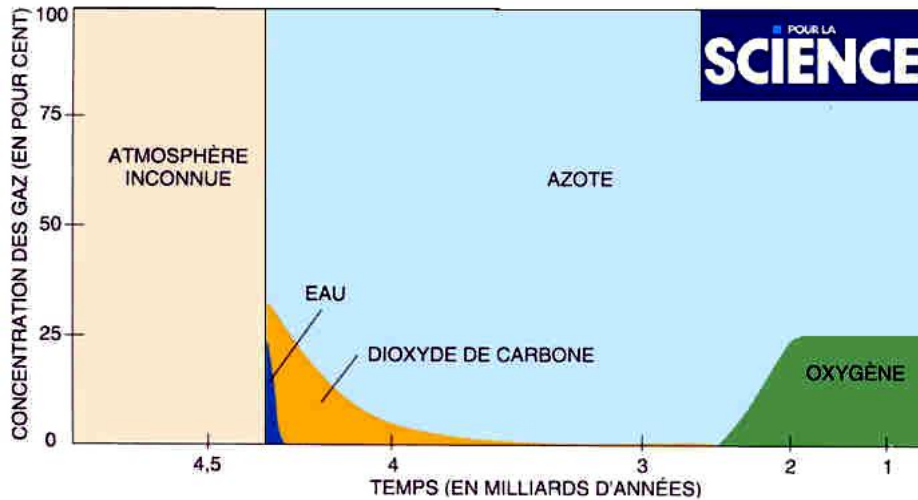 CONCENTRATION DES GAZ (EN POUR CENT)
100
75
50
25
0
ATMOSPHÈRE
INCONNUE
AZOTE
POUR LA
SCIENCE
EAU
DIOXYDE DE CARBONE
OXYGÈNE
4,5
4
3
2
1
TEMPS (EN MILLIARDS D'ANNÉES)